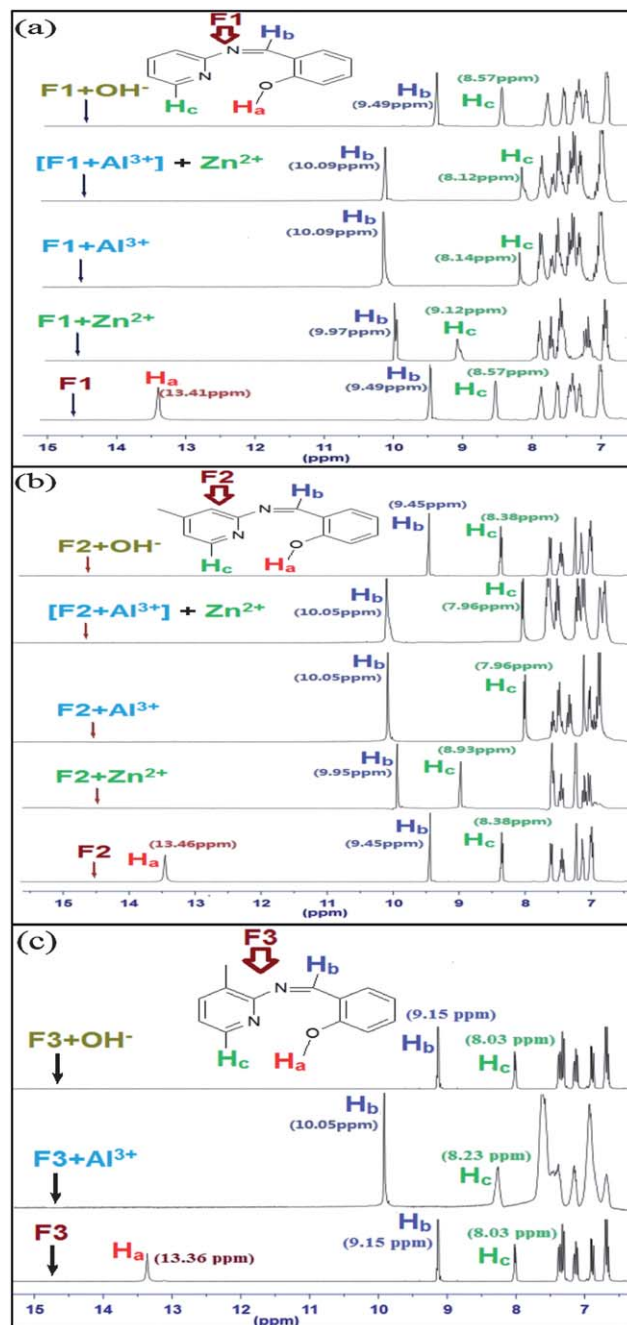 (a)
F1
N
Hb
N
O
Hc
Ha
F1+OH-
Hb
(9.49ppm)
(8.57ppm)
Hc
[F1+Al3+] + Zn2+
Hb
(10.09ppm)
Hc
(8.12ppm)
F1+Al3+
Hb
(10.09ppm)
Hc
(8.14ppm)
F1+Zn2+
Hb
(9.97ppm)
(9.12ppm)
Hc
F1
Ha
(13.41ppm)
Hb
(9.49ppm)
(8.57ppm)
Hc
15 14 13 12 11 10 9 8 7
(ppm) (ppm)
(b)
F2
N
Hb
N
O
Hc
Ha
F2+OH-
(9.45ppm)
Hb
(8.38ppm)
Hc
[F2+Al3+] + Zn2+
Hb
(10.05ppm)
Hc
(7.96ppm)
F2+Al3+
Hb
(10.05ppm)
(7.96ppm)
Hc
F2+Zn2+
Hb
(9.95ppm)
(8.93ppm)
Hc
F2
Ha
(13.46ppm)
Hb
(9.45ppm)
(8.38ppm)
Hc
15 14 13 12 11 10 9 8 7
(ppm) (ppm)
(c)
F3
N
Hb
N
O
Hc
Ha
F3+OH-
(9.15 ppm)
Hb
(8.03 ppm)
Hc
F3+Al3+
Hb
(10.05ppm)
(8.23 ppm)
Hc
F3
Ha
(13.36 ppm)
Hb
(9.15 ppm)
(8.03 ppm)
Hc
15 14 13 12 11 10 9 8 7
(ppm) (ppm)